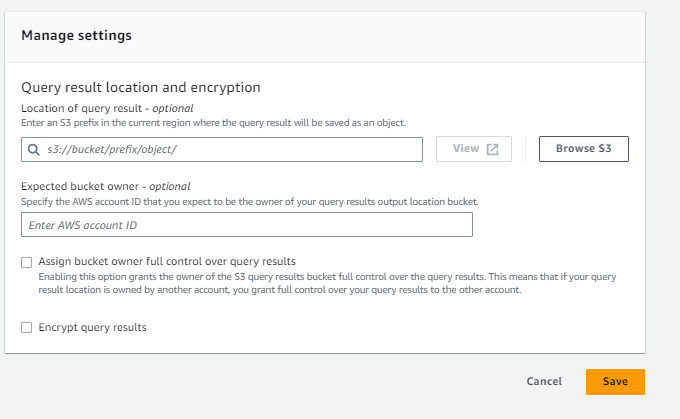 Manage settings
Query result location and encryption
Location of query result - optional
Enter an S3 prefix in the current region where the query result will be saved as an object.
s3://bucket/prefix/object/
View
Browse S3
Expected bucket owner - optional
Specify the AWS account ID that you expect to be the owner of your query results output location bucket.
Enter AWS account ID
Assign bucket owner full control over query results
Enabling this option grants the owner of the S3 query results bucket full control over the query results. This means that if your query
result location is owned by another account, you grant full control over your query results to the other account.
Encrypt query results
Cancel
Save